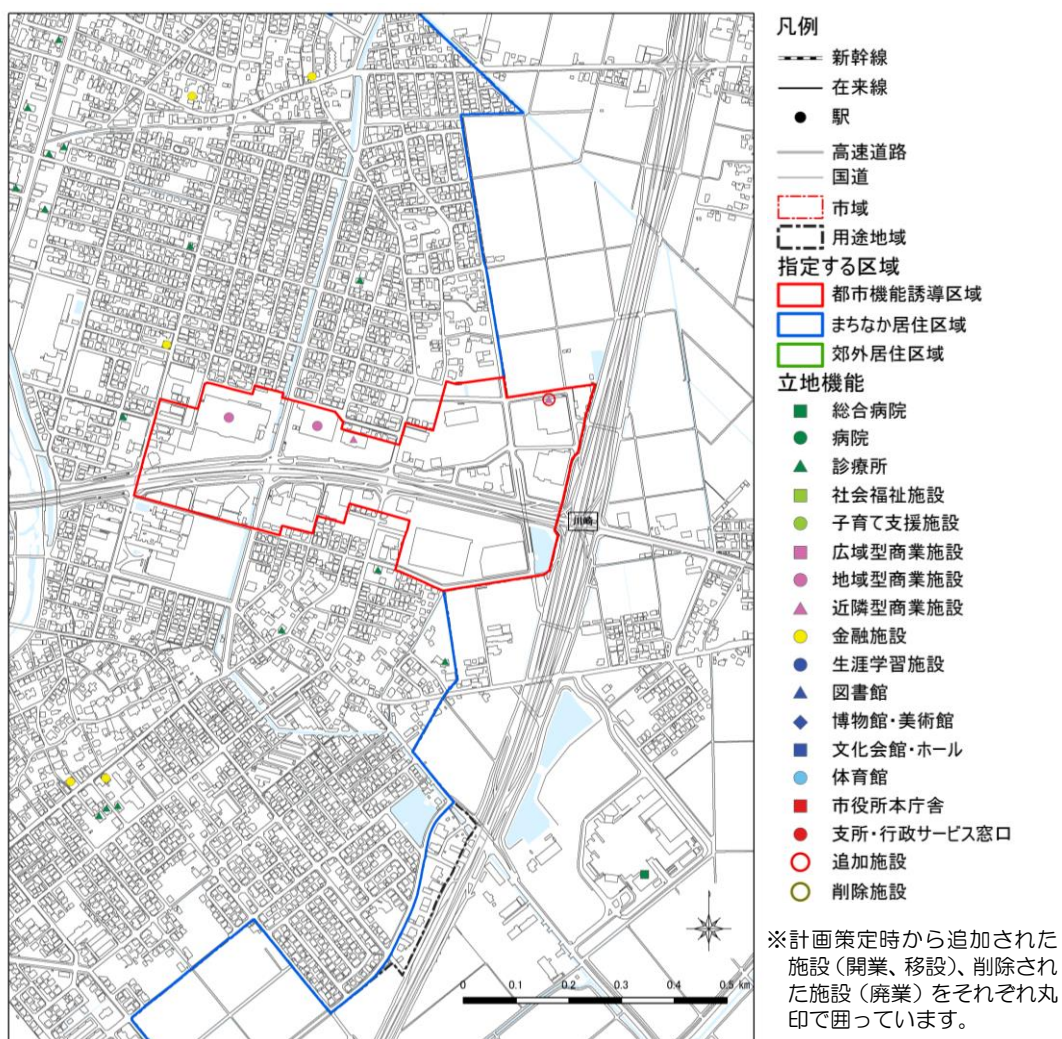 川崎
0 0.1 0.2 0.3 0.4 0.5 km
凡例
新幹線
在来線
駅
高速道路
国道
市域
用途地域
指定する区域
都市機能誘導区域
まちなか居住区域
郊外居住区域
立地機能
総合病院
病院
診療所
社会福祉施設
子育て支援施設
広域型商業施設
地域型商業施設
近隣型商業施設
金融施設
生涯学習施設
図書館
博物館・美術館
文化会館・ホール
体育館
市役所本庁舎
支所・行政サービス窓口
追加施設
削除施設
※計画策定時から追加された
施設（開業、移設）、削除され
た施設（廃業）をそれぞれ丸
印で囲っています。